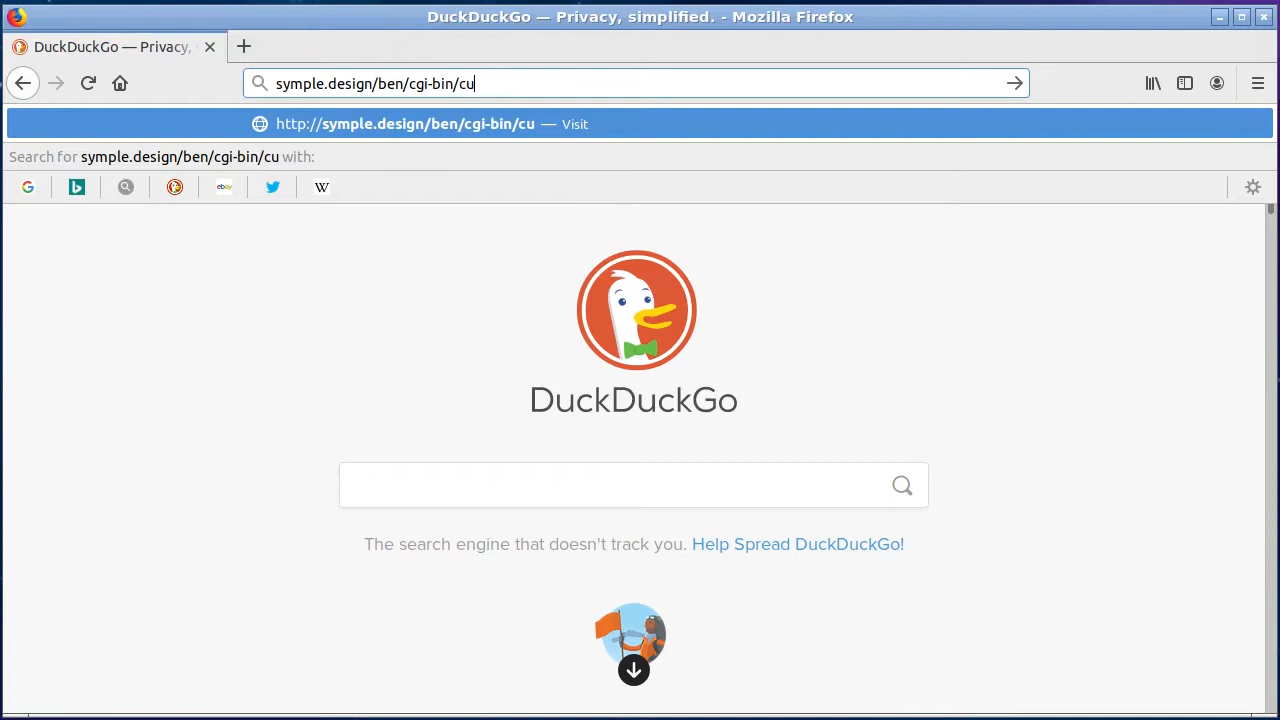 DuckDuckGo — Privacy, simplified. - Mozilla Firefox
DuckDuckGo — Privacy, s
symple.design/ben/cgi-bin/cu
http://symple.design/ben/cgi-bin/cu — Visit
Search for symple.design/ben/cgi-bin/cu with:
G b ebay W
DuckDuckGo
The search engine that doesn't track you. Help Spread DuckDuckGo!